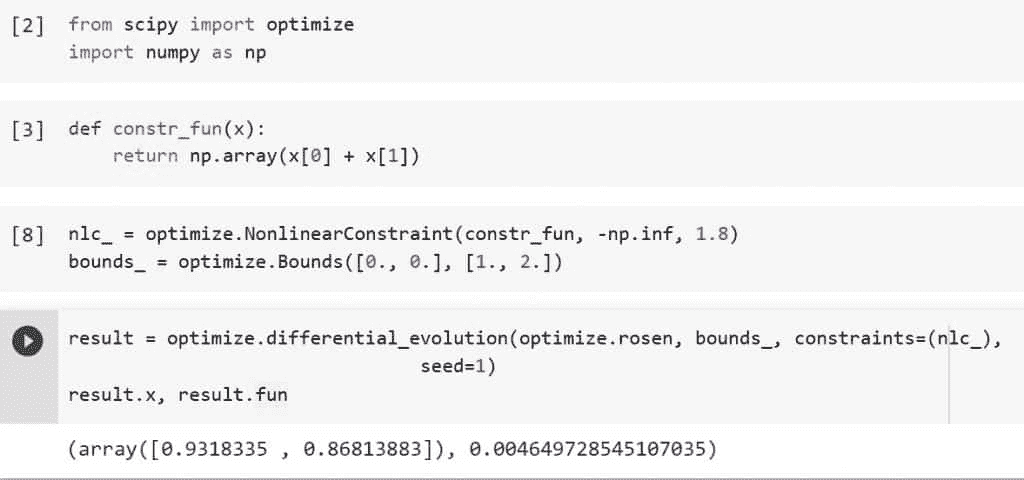 [2] from scipy import optimize
import numpy as np
[3] def constr_fun(x):
return np.array(x[0] + x[1])
[8] nlc_ = optimize.NonlinearConstraint(constr_fun, -np.inf, 1.8)
bounds_ = optimize.Bounds([0., 0.], [1., 2.])
result = optimize.differential_evolution(optimize.rosen, bounds_, constraints=(nlc_),
seed=1)
result.x, result.fun
(array([0.9318335 , 0.86813883]), 0.004649728545107035)